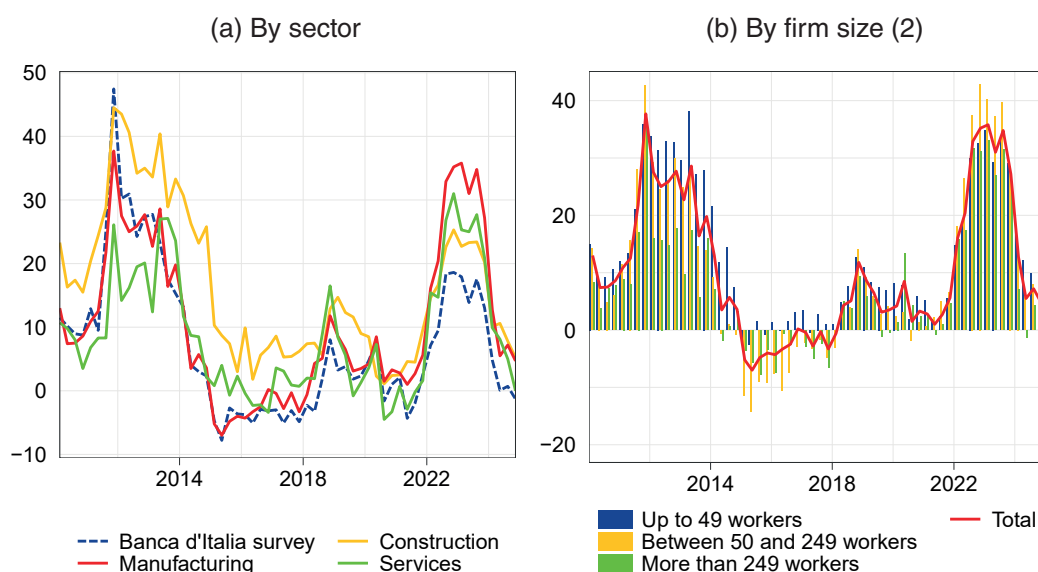 (a) By sector
(b) By firm size (2)
50
40
30
20
10
0
−10
2014
2018
2022
40
20
0
−20
2014
2018
2022
Banca d'Italia survey
Construction
Manufacturing
Services
Up to 49 workers
Total
Between 50 and 249 workers
More than 249 workers